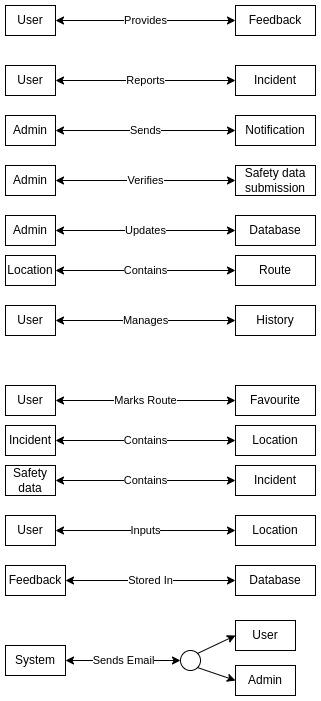 User Provides Feedback
User Reports Incident
Admin Sends Notification
Admin Verifies Safety data
submission
Admin Updates Database
Location Contains Route
User Manages History
User Marks Route Favourite
Incident Contains Location
Safety
data Contains Incident
User Inputs Location
Feedback Stored In Database
User
System Sends Email
Admin